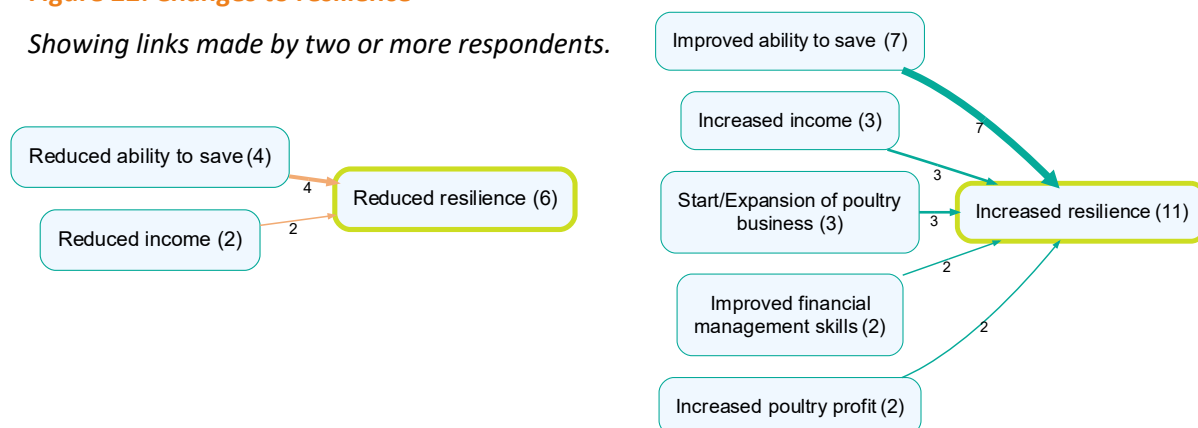 Showing links made by two or more respondents.
Reduced ability to save (4)
4
Reduced income (2)
2
Reduced resilience (6)
Improved ability to save (7)
7
Increased income (3)
3
Start/Expansion of poultry
business (3)
3
Improved financial
management skills (2)
2
Increased poultry profit (2)
2
Increased resilience (11)